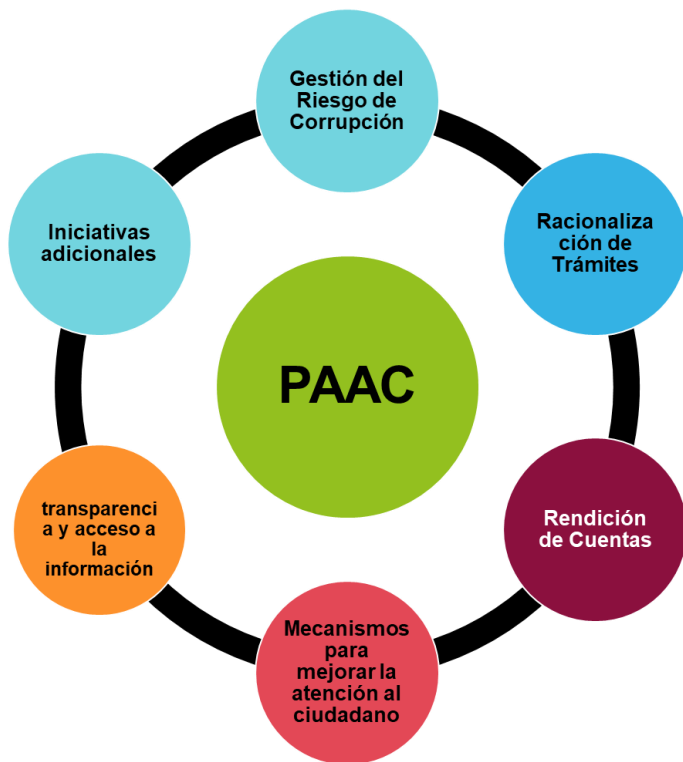 Gestión del
Riesgo de
Corrupción
Racionaliza
ción de
Trámites
Rendición
de Cuentas
Mecanismos
para
mejorar la
atención al
ciudadano
transparenci
a y acceso a
la
información
Iniciativas
adicionales
PAAC